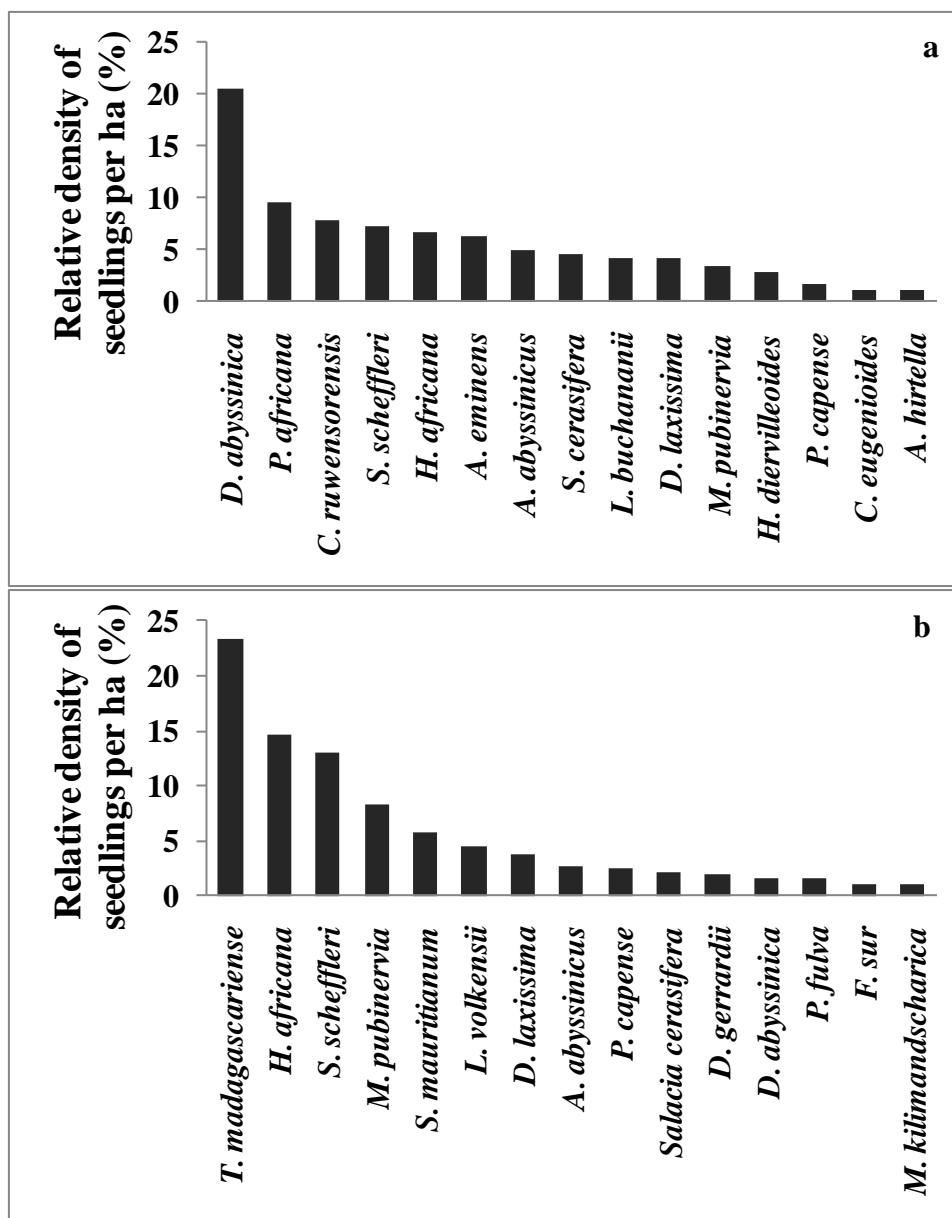 a
Relative density of
seedlings per ha (%)
25
20
15
10
5
0
D. abyssinica
P. africana
C. ruwensorensis
S. scheffleri
H. africana
A. eminens
A. abyssinicus
S. cerasifera
L. buchananii
D. laxissima
M. pubinervia
H. diervilleoides
P. capense
C. eugenioides
A. hirtella
b
Relative density of
seedlings per ha (%)
25
20
15
10
5
0
T. madagascariense
H. africana
S. scheffleri
M. pubinervia
S. mauritianum
L. volkensii
D. laxissima
A. abyssinicus
P. capense
Salacia cerasifera
D. gerrardii
D. abyssinica
P. fulva
F. sur
M. kilimandscharica